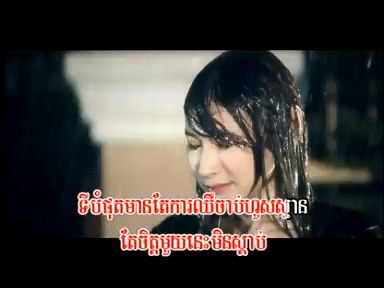 ទីបំផុតមានតែការឈឺចាប់ហួសស្មាន
តែចិត្តមួយនេះមិនស្ដាប់